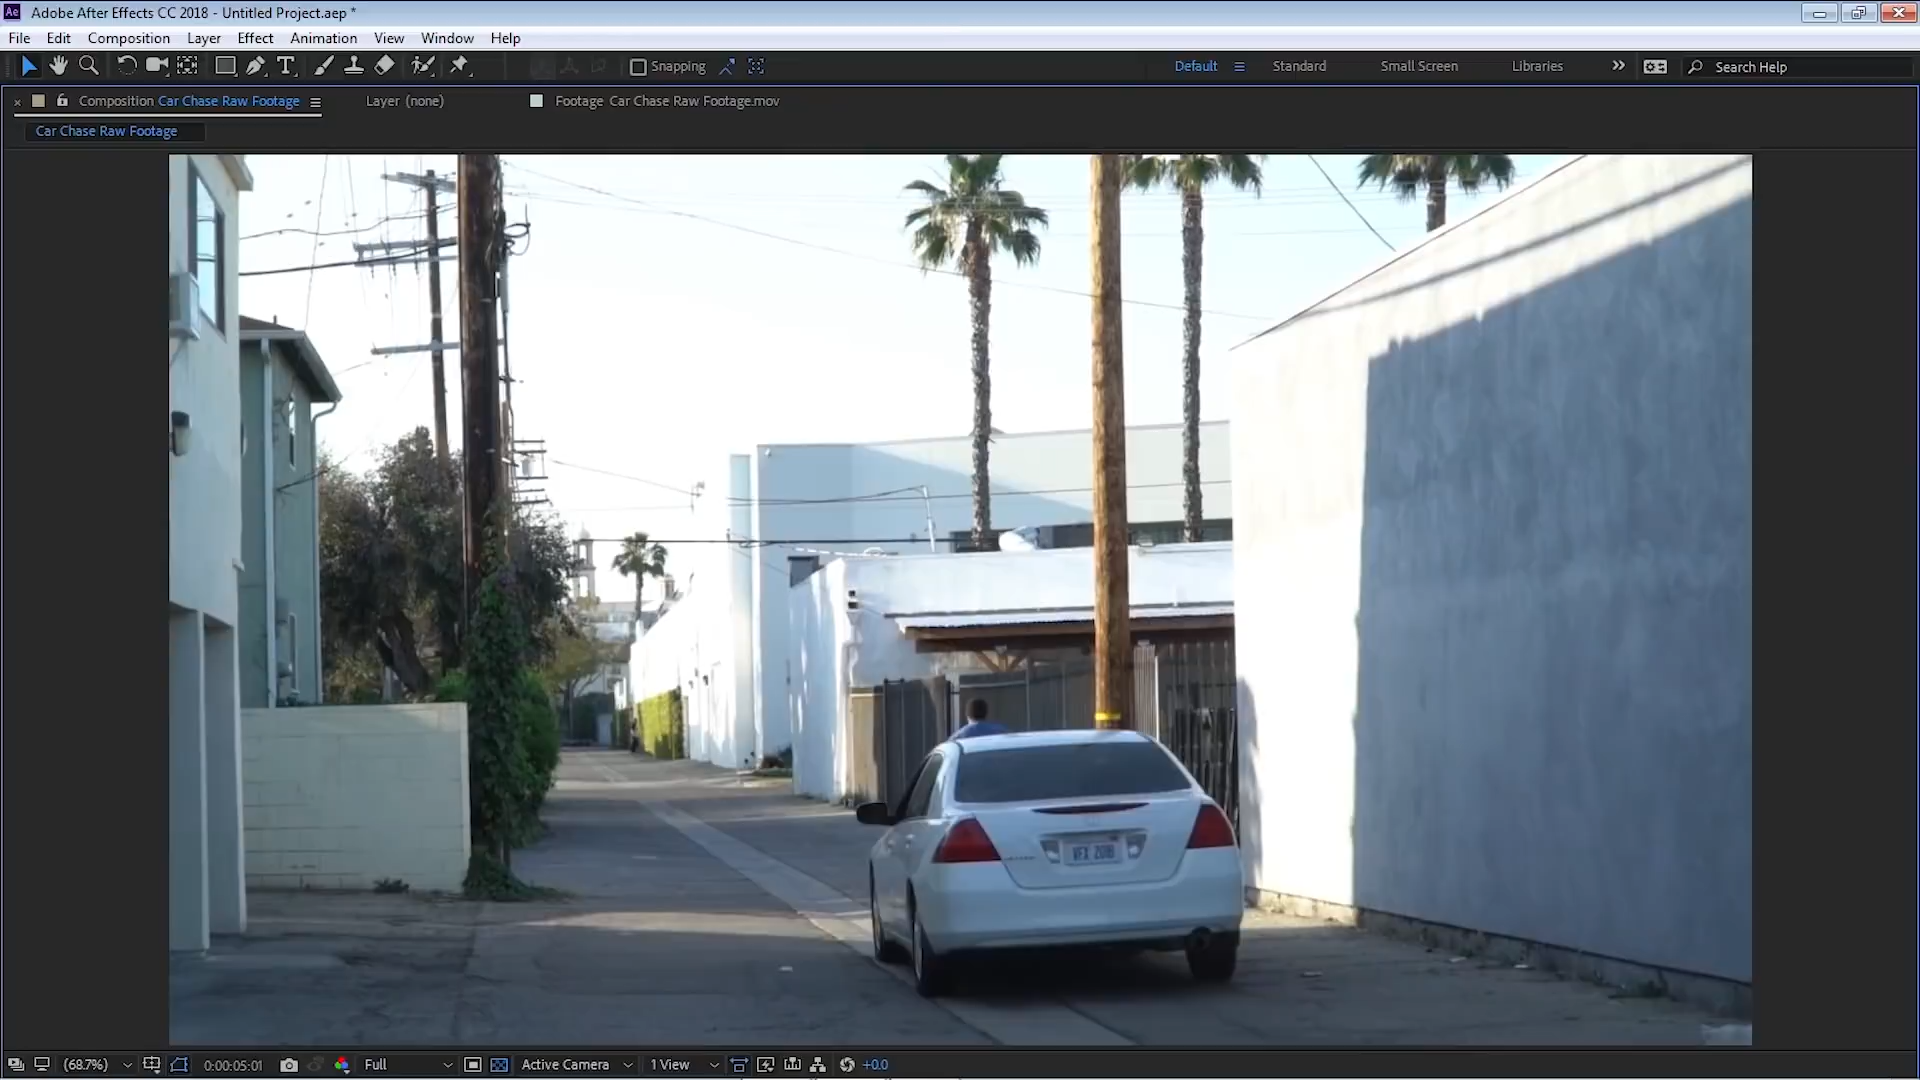 Ae Adobe After Effects CC 2018 - Untitled Project.aep *
File Edit Composition Layer Effect Animation View Window Help
Snapping Default Standard Small Screen Libraries Search Help
Composition Car Chase Raw Footage Layer (none) Footage Car Chase Raw Footage.mov
Car Chase Raw Footage
VFX 2018
(68.7%) 0:00:05:01 Full Active Camera 1 View +0.0